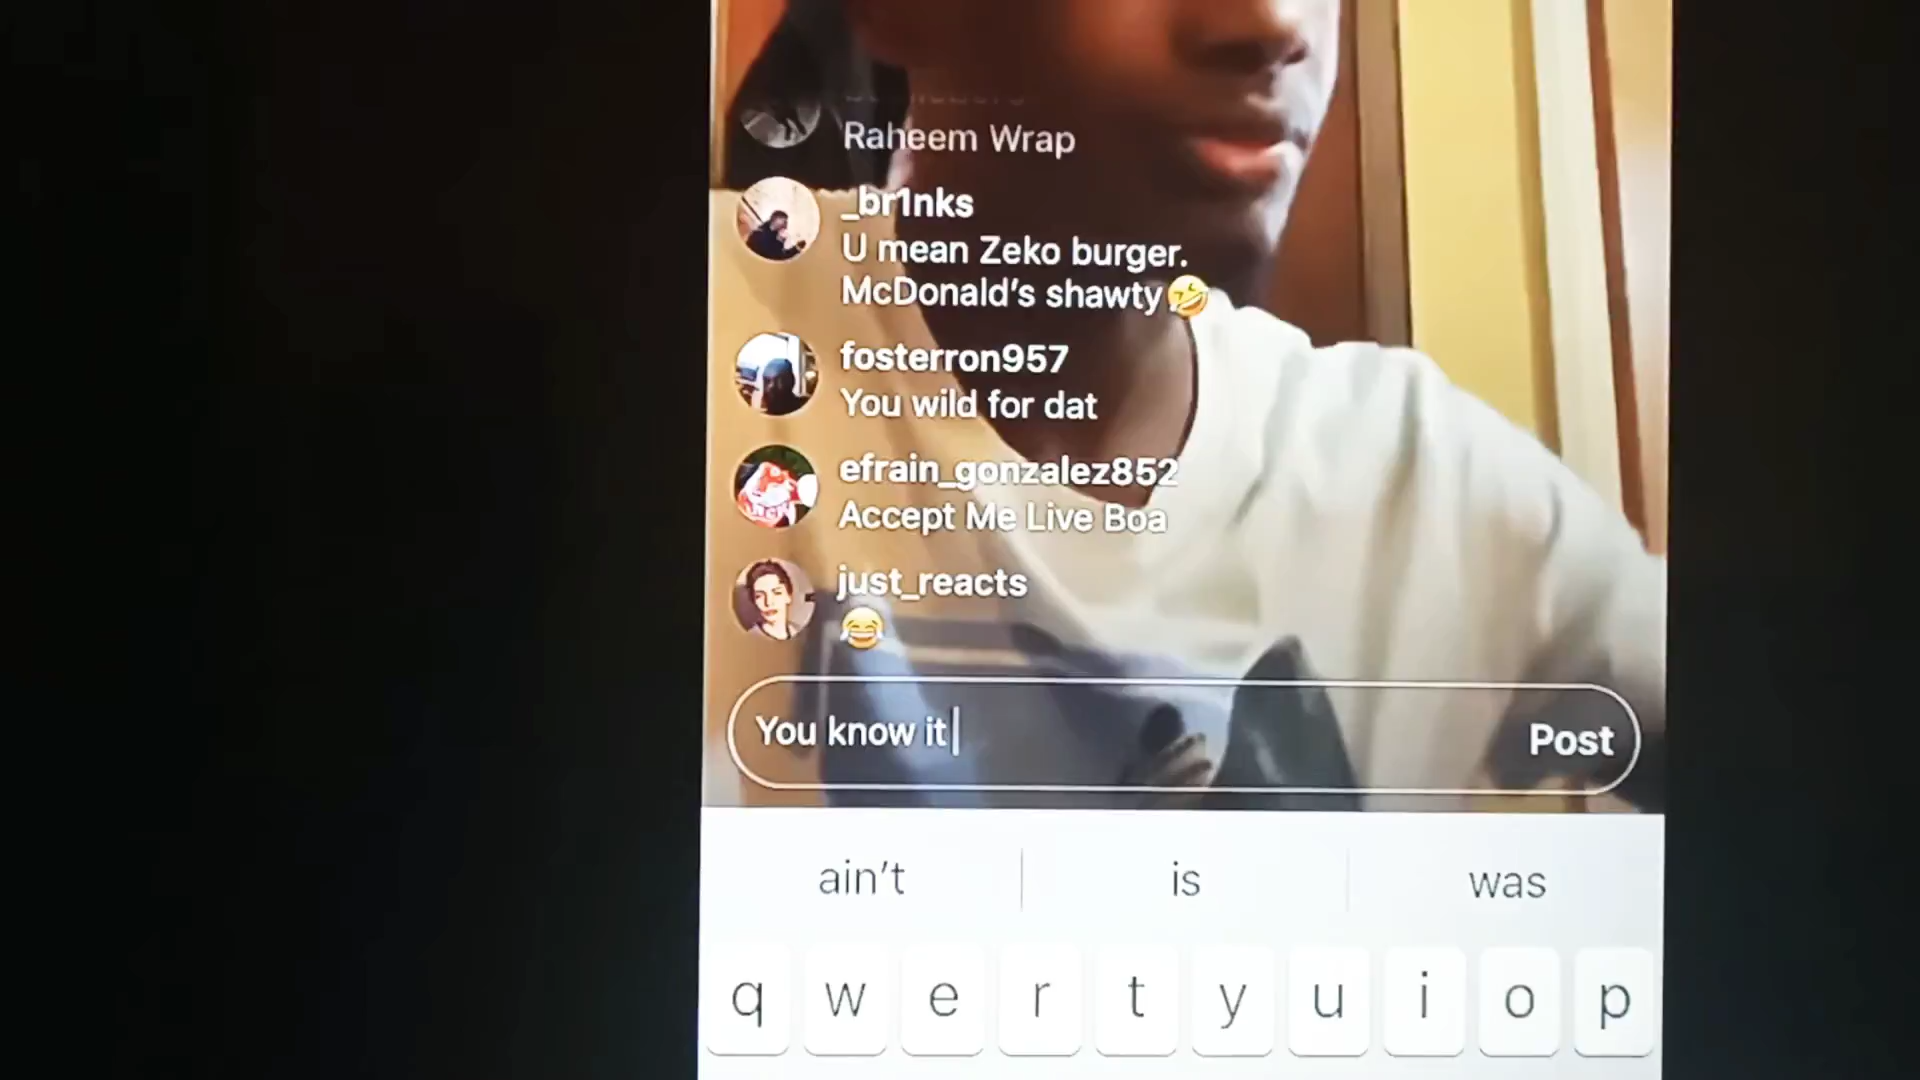 Raheem Wrap
_br1nks
U mean Zeko burger.
McDonald's shawty🤣
fosterron957
You wild for dat
efrain_gonzalez852
Accept Me Live Boa
just_reacts
😂
You know it
Post
ain't is was
q w e r t y u i o p